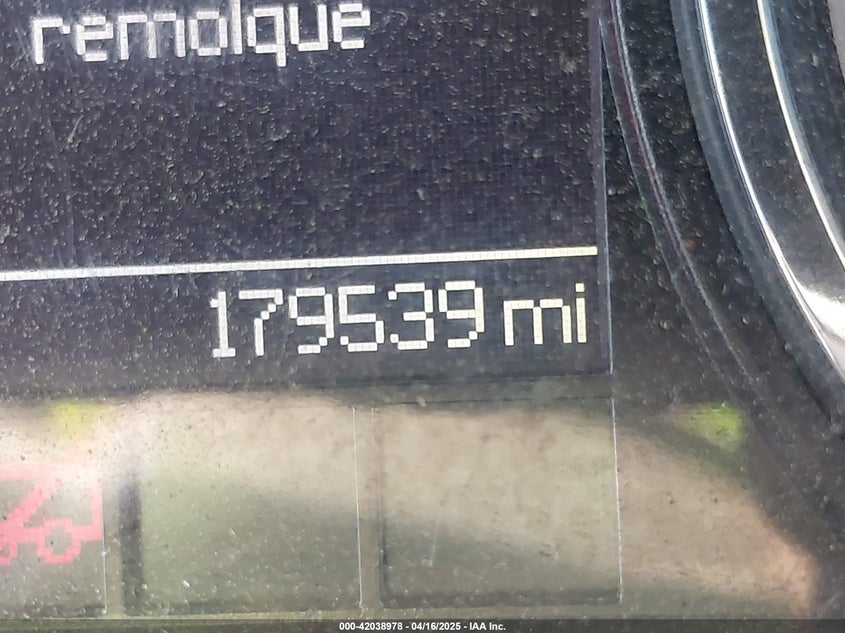 remolque
179539 mi
000-42038978 - 04/16/2025 - IAA Inc.